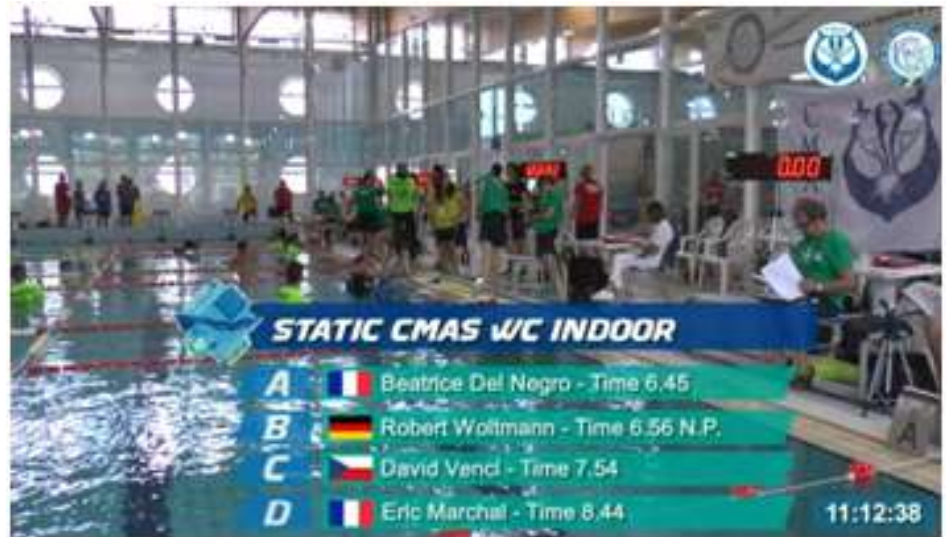 0.00
STATIC CMAS WC INDOOR
A Beatrice Del Negro - Time 6.45
B Robert Woltmann - Time 6.56 N.P.
C David Vencl - Time 7.54
D Eric Marchal - Time 8.44
11:12:38
A